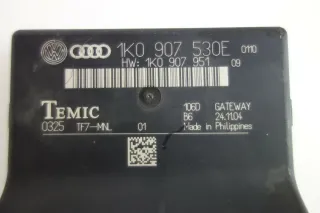 1K0 907 530E 0110
HW: 1K0 907 951 09
TEMIC 106D GATEWAY
0325 TF7-MNL 01 B6 24.11.04
Made in Philippines